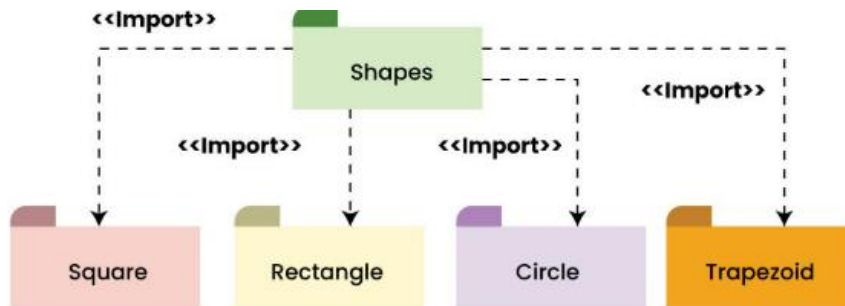 <<Import>>
Shapes
<<Import>>
<<Import>>
<<Import>>
Square
Rectangle
Circle
Trapezoid